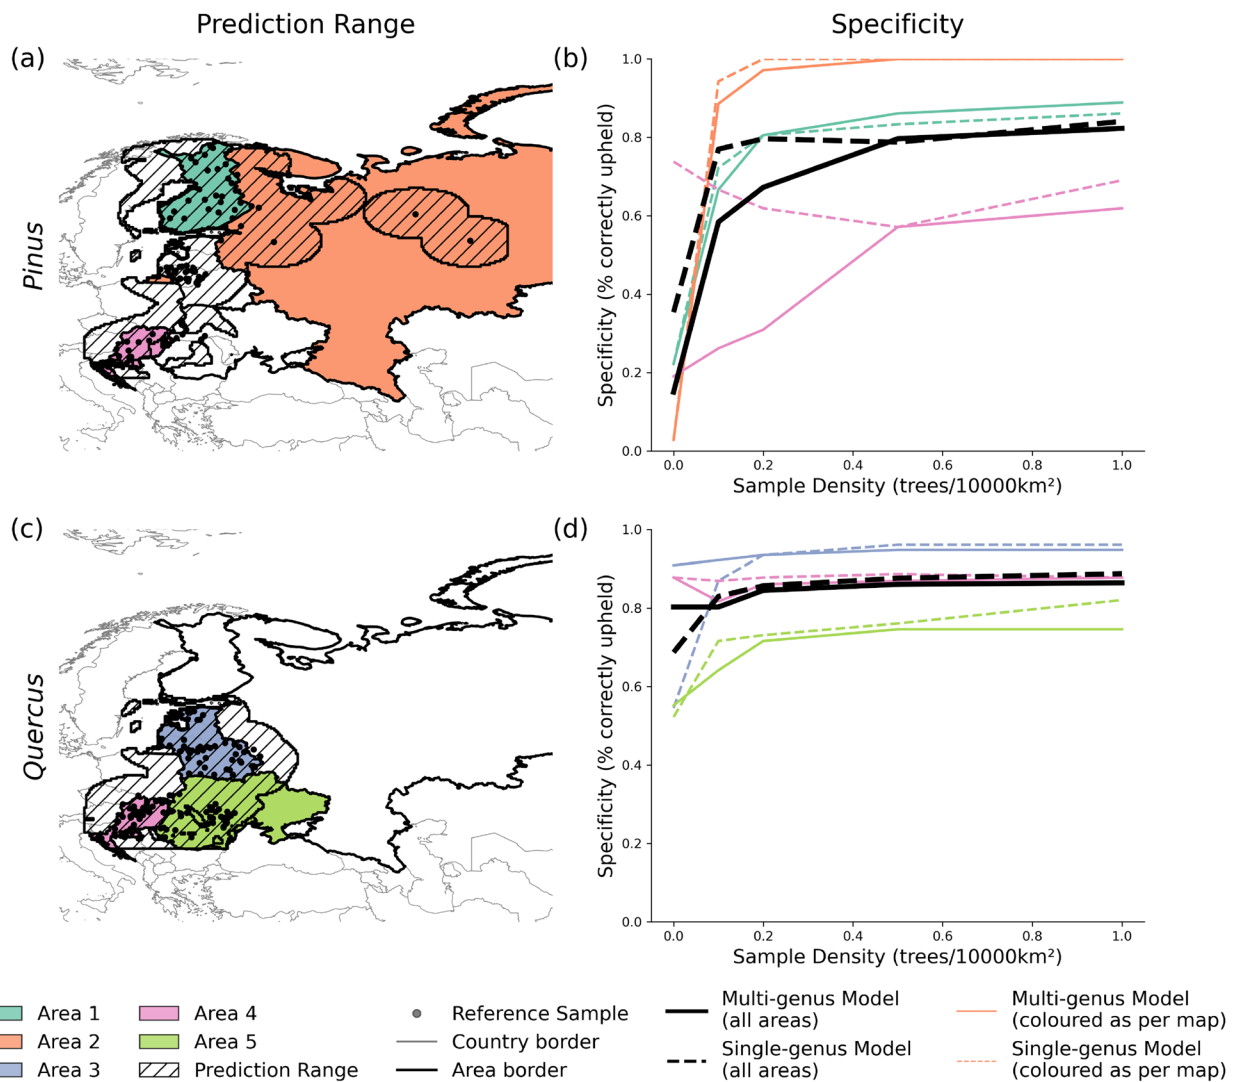 Prediction Range
Specificity
(a)
Pinus
(b)
1.0
0.8
0.6
0.4
0.2
0.0
Specificity (% correctly upheld)
0.0 0.2 0.4 0.6 0.8 1.0
Sample Density (trees/10000km²)
(c)
Quercus
(d)
1.0
0.8
0.6
0.4
0.2
0.0
Specificity (% correctly upheld)
0.0 0.2 0.4 0.6 0.8 1.0
Sample Density (trees/10000km²)
Area 1
Area 2
Area 3
Area 4
Area 5
Prediction Range
Reference Sample
Country border
Area border
Multi-genus Model
(all areas)
Single-genus Model
(all areas)
Multi-genus Model
(coloured as per map)
Single-genus Model
(coloured as per map)